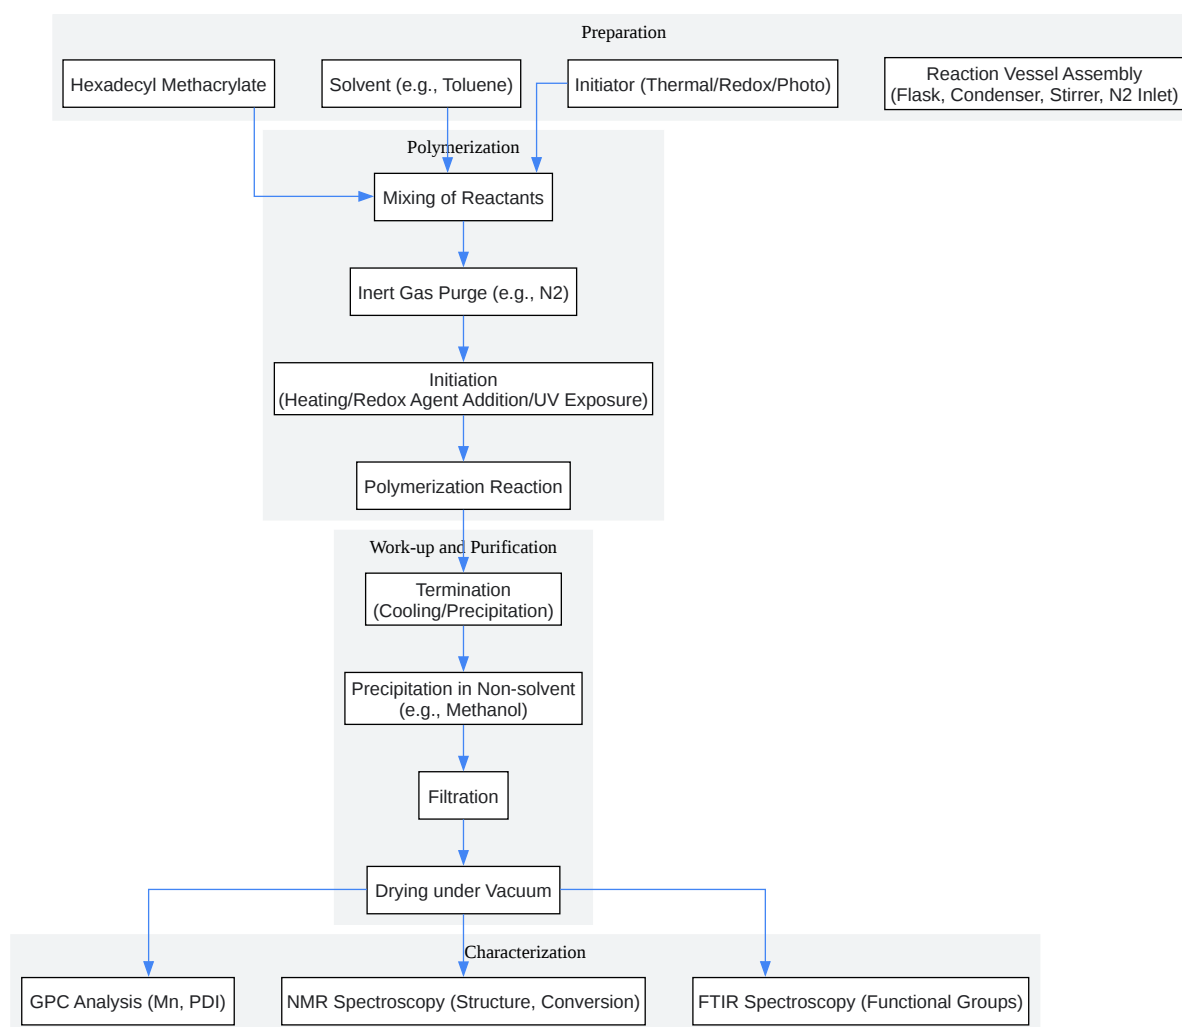 Preparation
Hexadecyl Methacrylate
Solvent (e.g., Toluene)
Initiator (Thermal/Redox/Photo)
Reaction Vessel Assembly
(Flask, Condenser, Stirrer, N2 Inlet)
Polymerization
Mixing of Reactants
Inert Gas Purge (e.g., N2)
Initiation
(Heating/Redox Agent Addition/UV Exposure)
Polymerization Reaction
Work-up and Purification
Termination
(Cooling/Precipitation)
Precipitation in Non-solvent
(e.g., Methanol)
Filtration
Drying under Vacuum
Characterization
GPC Analysis (Mn, PDI)
NMR Spectroscopy (Structure, Conversion)
FTIR Spectroscopy (Functional Groups)